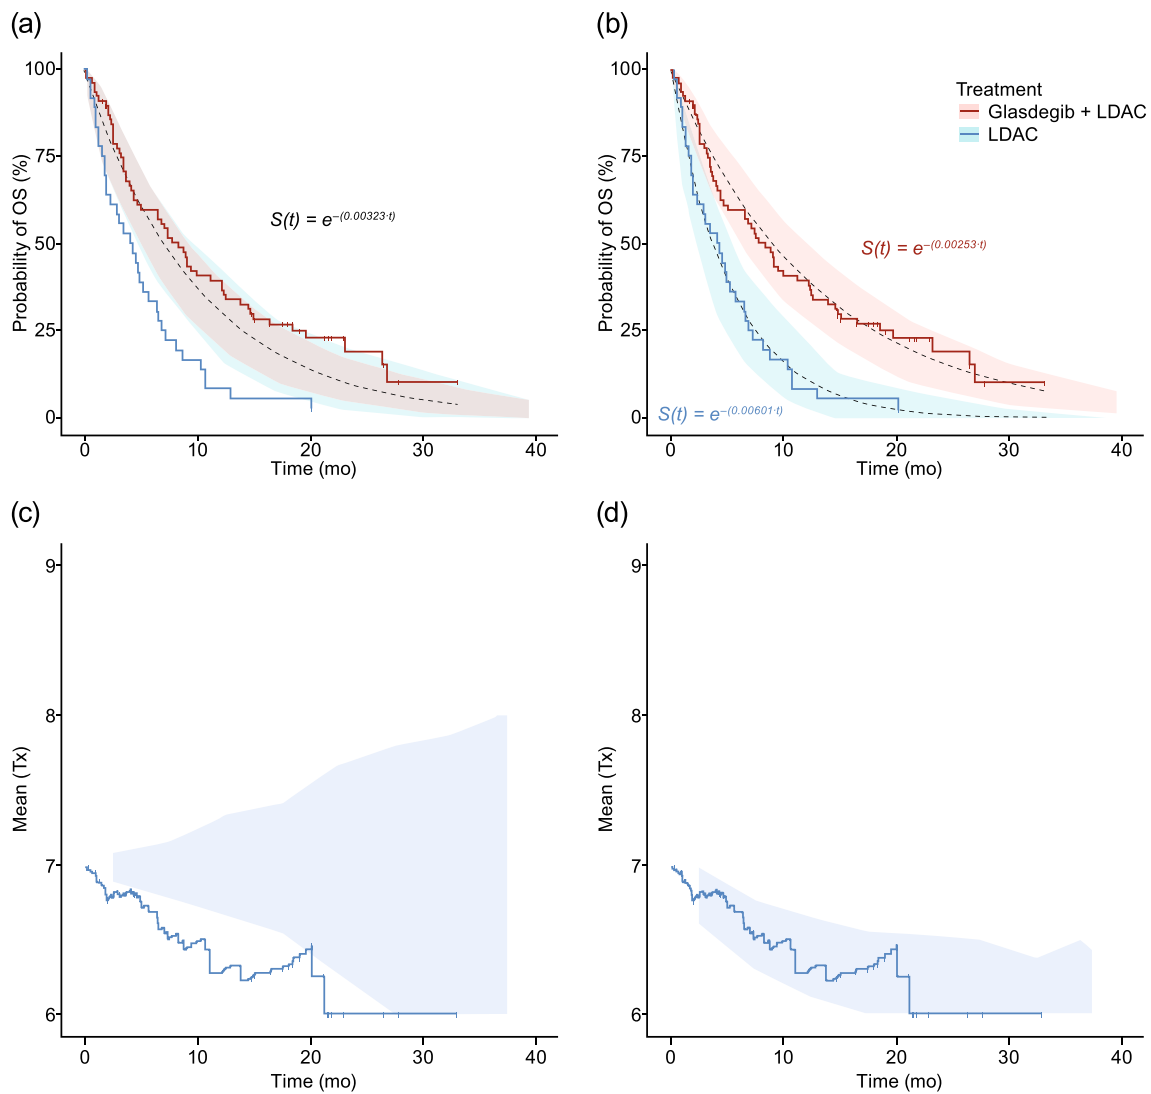 (a)
100
75
50
25
0
Probability of OS (%)
S(t) = e–(0.00323·t)
0 10 20 30 40
Time (mo)
(b)
100
75
50
25
0
Probability of OS (%)
Treatment
Glasdegib + LDAC
LDAC
S(t) = e–(0.00253·t)
S(t) = e–(0.00601·t)
0 10 20 30 40
Time (mo)
(c)
9
8
7
6
Mean (Tx)
0 10 20 30 40
Time (mo)
(d)
9
8
7
6
Mean (Tx)
0 10 20 30 40
Time (mo)